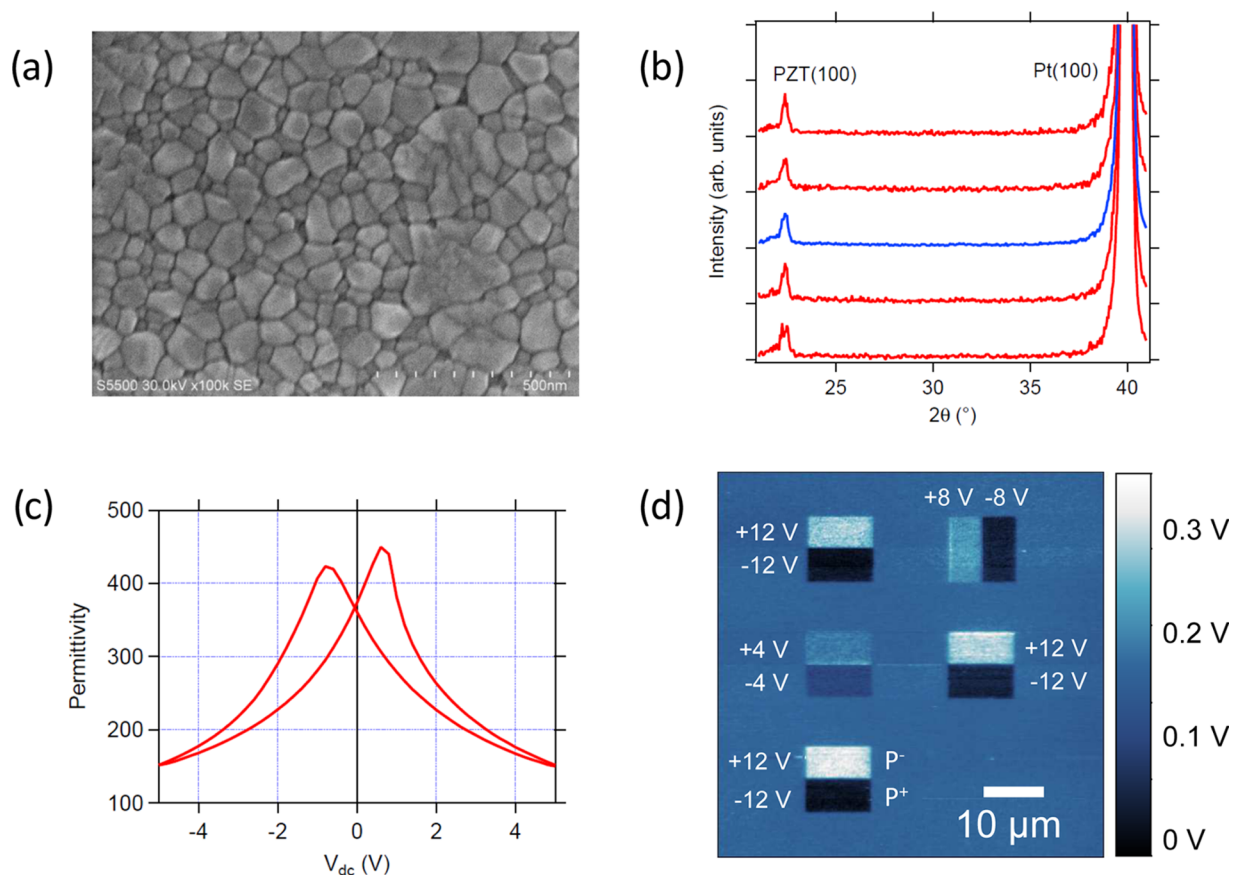 (a)
S5500 30.0kV x100k SE
500nm
(b)
PZT(100)
Pt(100)
Intensity (arb. units)
25
30
35
40
2θ (°)
(c)
500
400
300
200
100
Permittivity
-4
-2
0
2
4
V_dc (V)
(d)
+8 V -8 V
+12 V
-12 V
+4 V
-4 V
+12 V
-12 V
+12 V P⁻
-12 V P⁺
10 µm
0.3 V
0.2 V
0.1 V
0 V